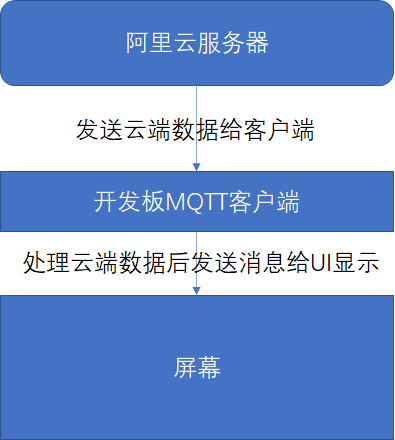 阿里云服务器
发送云端数据给客户端
开发板MQTT客户端
处理云端数据后发送消息给UI显示
屏幕